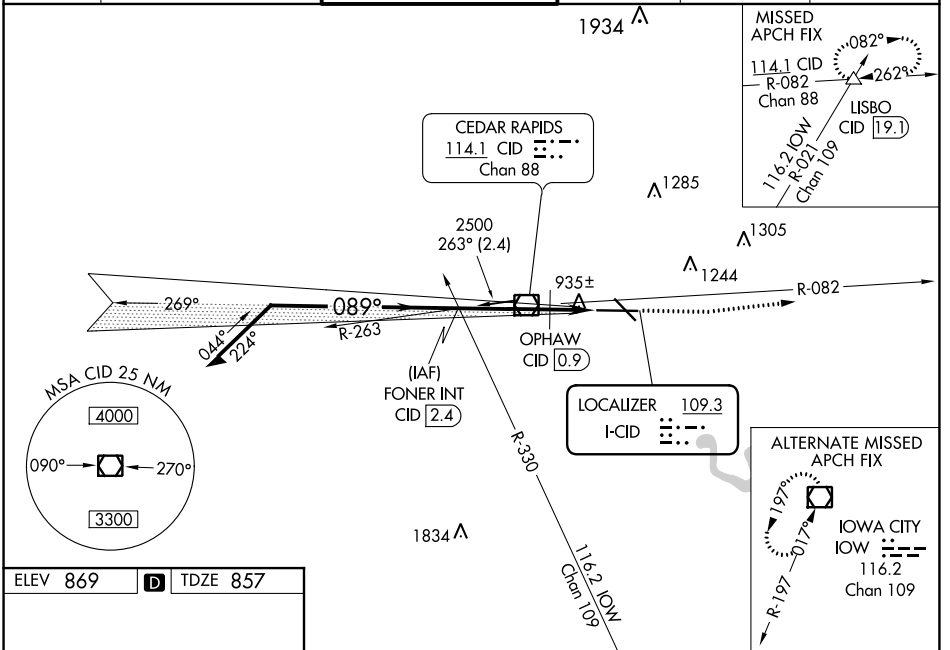 1934
MISSED
APCH FIX
082°
114.1 CID
R-082
Chan 88
262°
LISBO
CID 19.1
116.2 IOW
R-021
Chan 109
CEDAR RAPIDS
114.1 CID
Chan 88
1285
2500
263° (2.4)
1305
1244
935±
R-082
269°
089°
R-263
044°
224°
OPHAW
CID 0.9
(IAF)
FONER INT
CID 2.4
MSA CID 25 NM
4000
090°
270°
3300
LOCALIZER 109.3
I-CID
R-330
ALTERNATE MISSED
APCH FIX
197°
017°
IOWA CITY
IOW
116.2
Chan 109
R-197
1834
116.2 IOW
Chan 109
ELEV 869 D TDZE 857